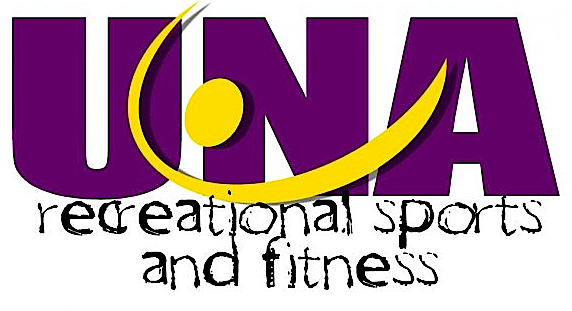 UNA
recreational sports
and fitness